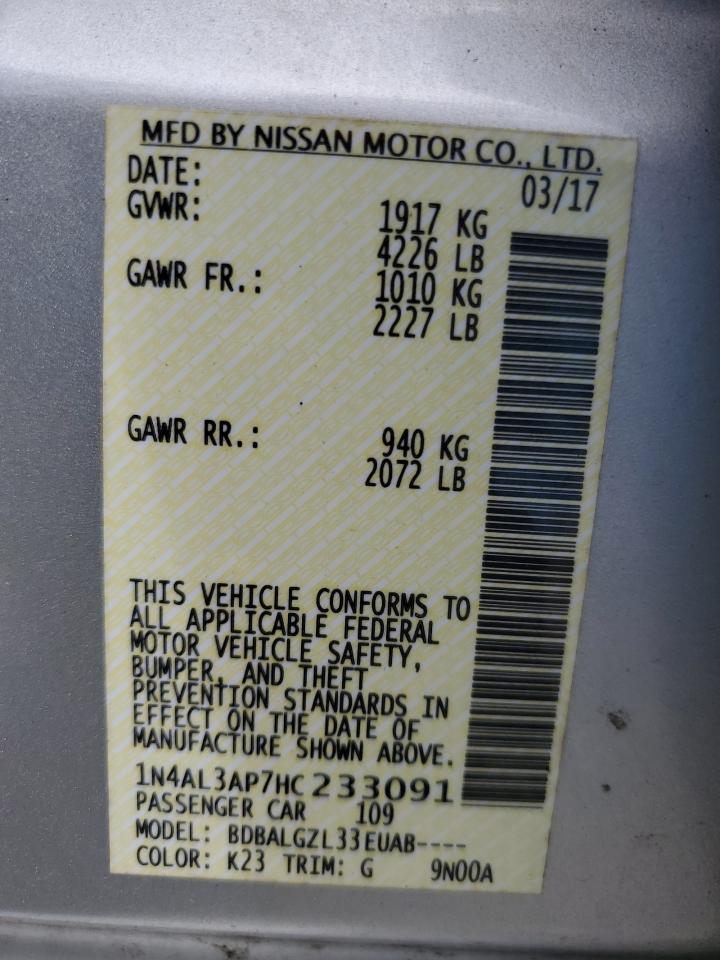 MFD BY NISSAN MOTOR CO., LTD.
DATE: 03/17
GVWR: 1917 KG
4226 LB
GAWR FR.: 1010 KG
2227 LB
GAWR RR.: 940 KG
2072 LB
THIS VEHICLE CONFORMS TO
ALL APPLICABLE FEDERAL
MOTOR VEHICLE SAFETY,
BUMPER, AND THEFT
PREVENTION STANDARDS IN
EFFECT ON THE DATE OF
MANUFACTURE SHOWN ABOVE.
1N4AL3AP7HC233091
PASSENGER CAR 109
MODEL: BDBALGZL33EUAB----
COLOR: K23 TRIM: G 9N00A